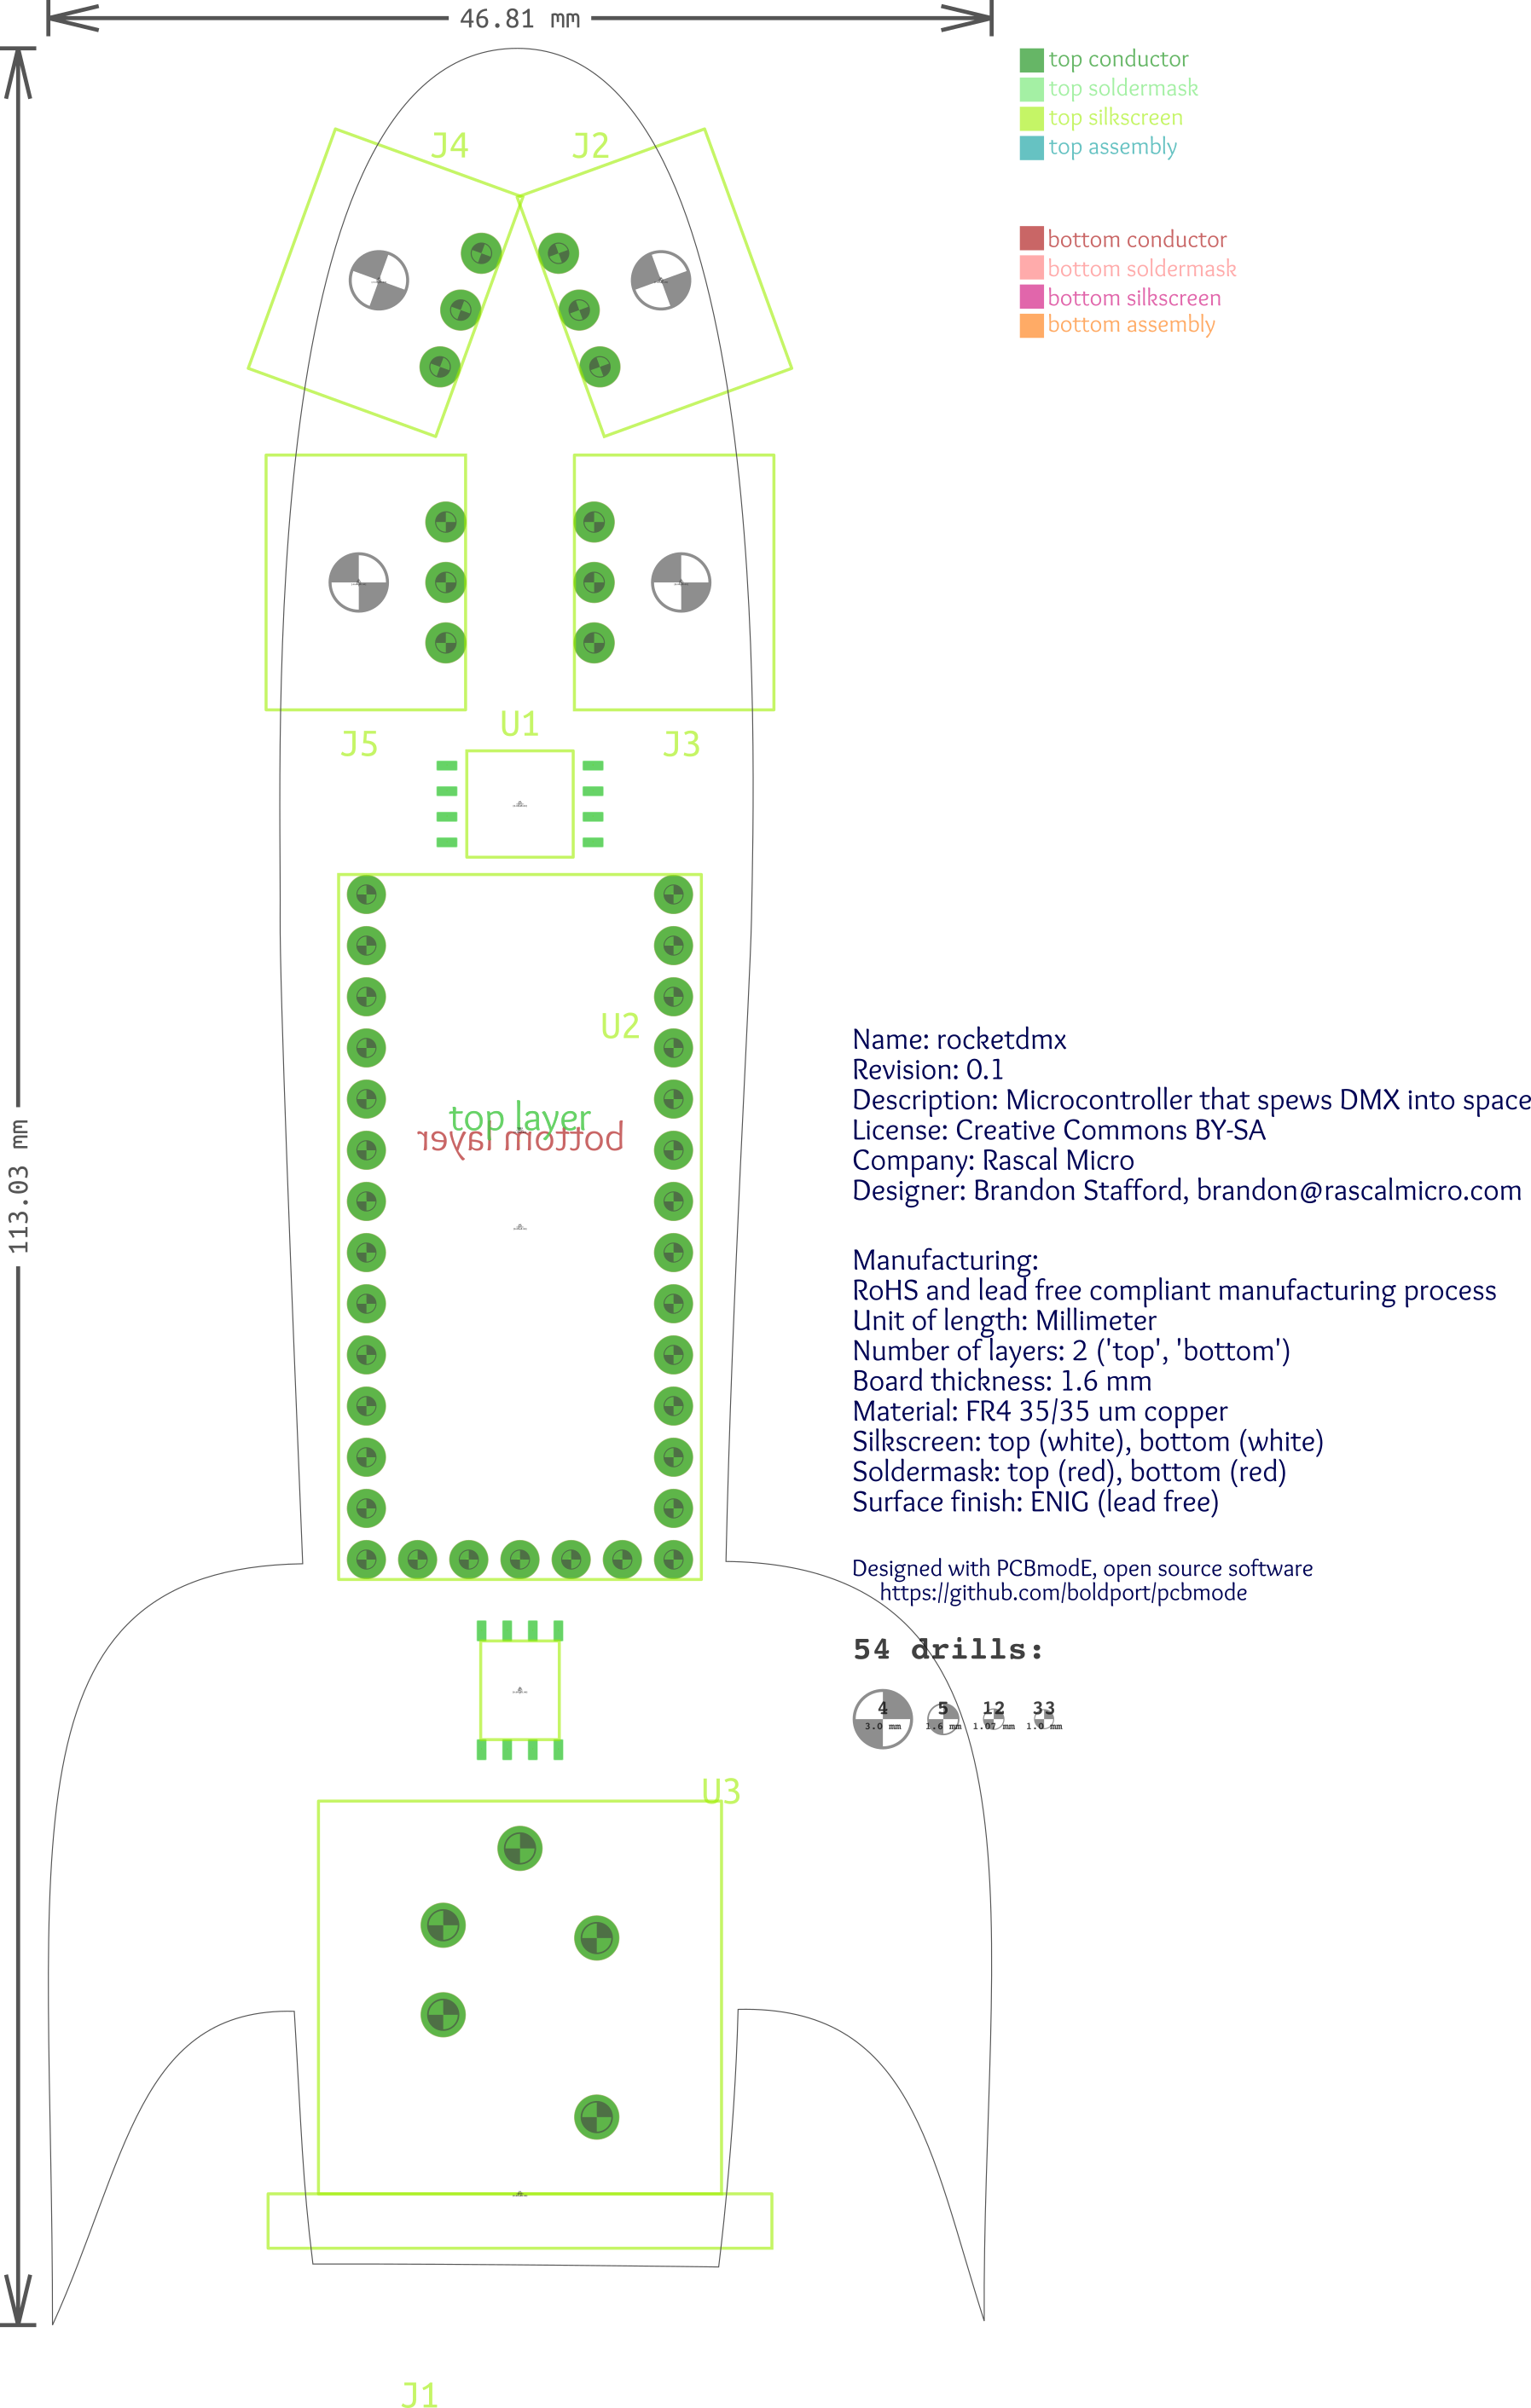 46.81 mm
top conductor
top soldermask
top silkscreen
top assembly
J4
J2
bottom conductor
bottom soldermask
bottom silkscreen
bottom assembly
J5
U1
J3
U2
top layer
bottom layer
113.03 mm
Name: rocketdmx
Revision: 0.1
Description: Microcontroller that spews DMX into space
License: Creative Commons BY-SA
Company: Rascal Micro
Designer: Brandon Stafford, brandon@rascalmicro.com
Manufacturing:
RoHS and lead free compliant manufacturing process
Unit of length: Millimeter
Number of layers: 2 ('top', 'bottom')
Board thickness: 1.6 mm
Material: FR4 35/35 um copper
Silkscreen: top (white), bottom (white)
Soldermask: top (red), bottom (red)
Surface finish: ENIG (lead free)
Designed with PCBmodE, open source software
https://github.com/boldport/pcbmode
54 drills:
4 5 12 33
3.0 mm 1.6 mm 1.07 mm 1.0 mm
U3
J1